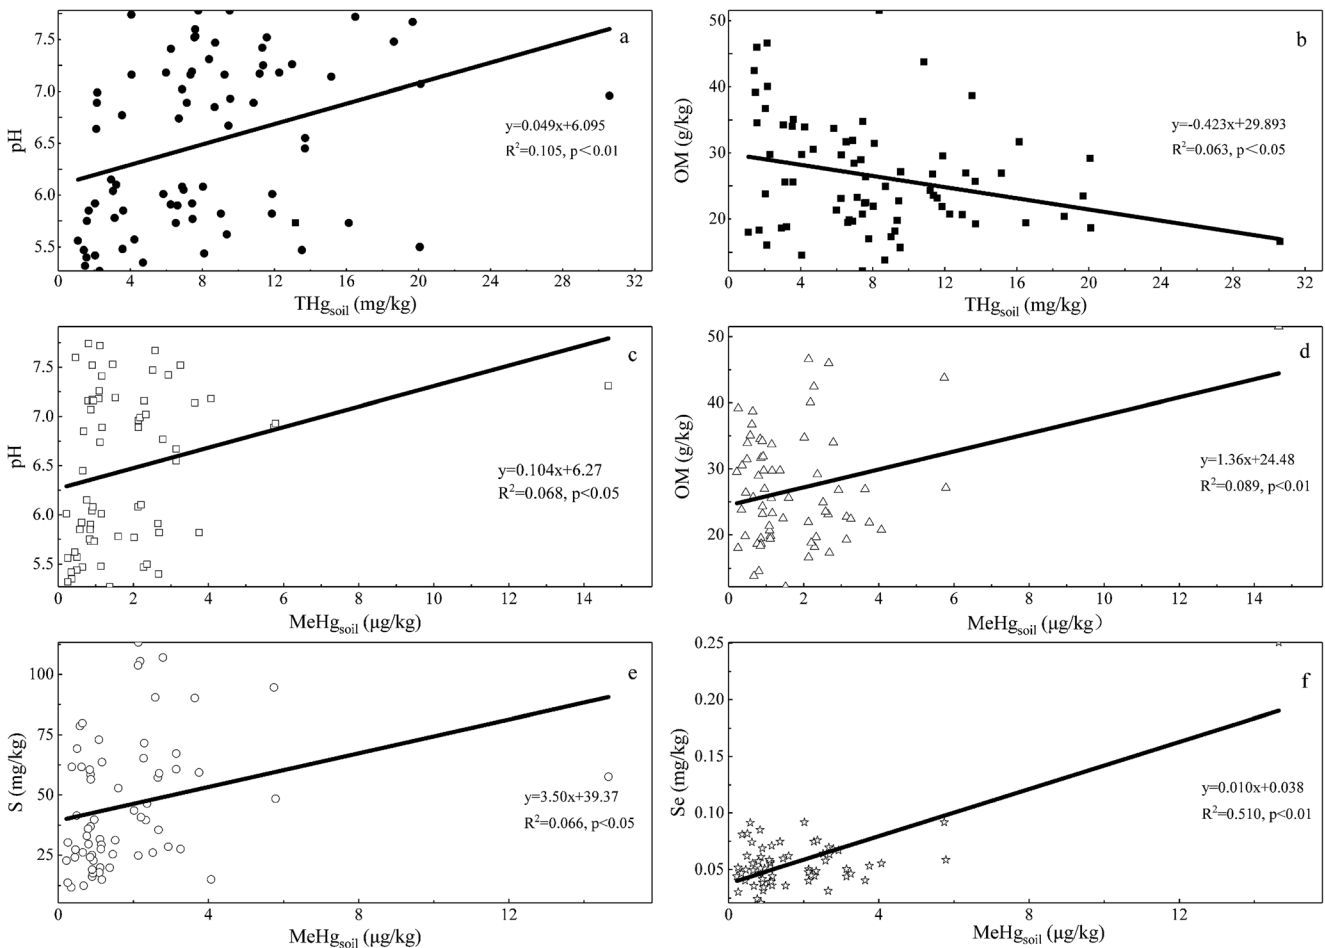 a
7.5
7.0
6.5
6.0
5.5
pH
y=0.049x+6.095
R²=0.105, p<0.01
0 4 8 12 16 20 24 28 32
THgsoil (mg/kg)
b
50
40
30
20
OM (g/kg)
y=-0.423x+29.893
R²=0.063, p<0.05
0 4 8 12 16 20 24 28 32
THgsoil (mg/kg)
c
7.5
7.0
6.5
6.0
5.5
pH
y=0.104x+6.27
R²=0.068, p<0.05
0 2 4 6 8 10 12 14
MeHgsoil (μg/kg)
d
50
40
30
20
OM (g/kg)
y=1.36x+24.48
R²=0.089, p<0.01
0 2 4 6 8 10 12 14
MeHgsoil (μg/kg）
e
100
75
50
25
S (mg/kg)
y=3.50x+39.37
R²=0.066, p<0.05
0 4 8 12
MeHgsoil (μg/kg)
f
0.25
0.20
0.15
0.10
0.05
Se (mg/kg)
y=0.010x+0.038
R²=0.510, p<0.01
0 4 8 12
MeHgsoil (μg/kg)